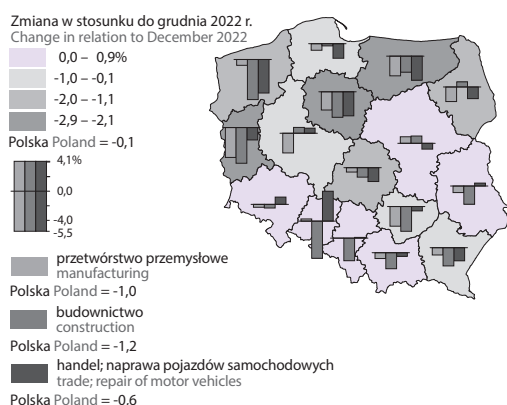 Zmiana w stosunku do grudnia 2022 r.
Change in relation to December 2022
0,0 – 0,9%
-1,0 – -0,1
-2,0 – -1,1
-2,9 – -2,1
Polska Poland = -0,1
4,1%
0,0
-4,0
-5,5
przetwórstwo przemysłowe
manufacturing
Polska Poland = -1,0
budownictwo
construction
Polska Poland = -1,2
handel; naprawa pojazdów samochodowych
trade; repair of motor vehicles
Polska Poland = -0,6